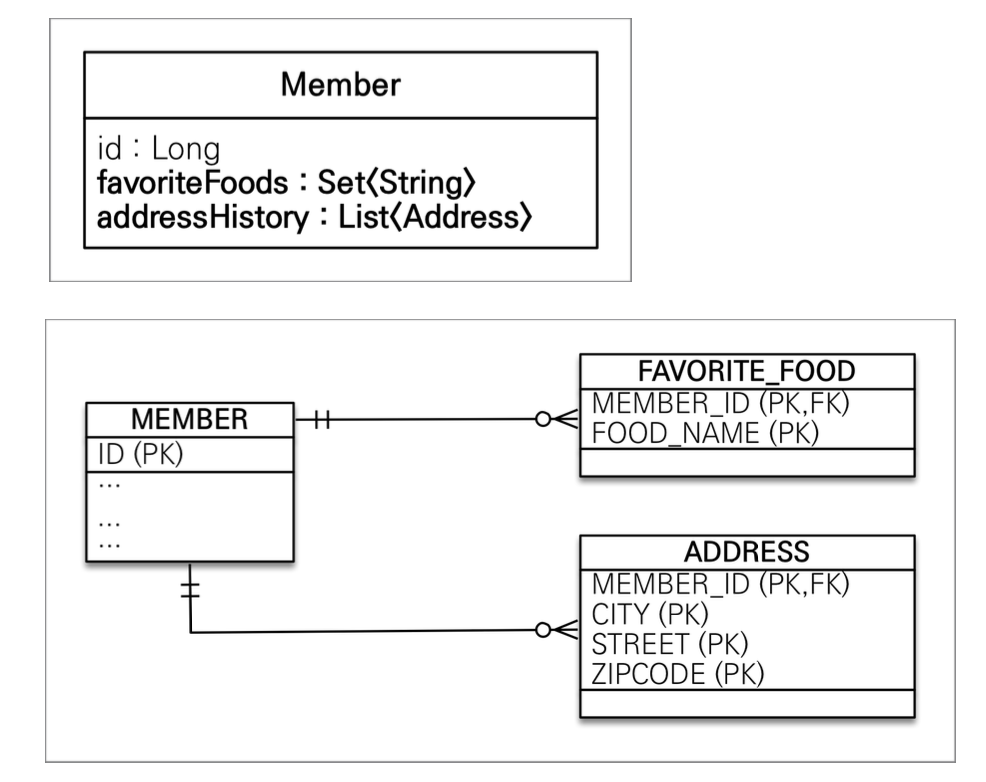 Member
id : Long
favoriteFoods : Set〈String〉
addressHistory : List〈Address〉
MEMBER
ID (PK)
...
...
...
FAVORITE_FOOD
MEMBER_ID (PK,FK)
FOOD_NAME (PK)
ADDRESS
MEMBER_ID (PK,FK)
CITY (PK)
STREET (PK)
ZIPCODE (PK)